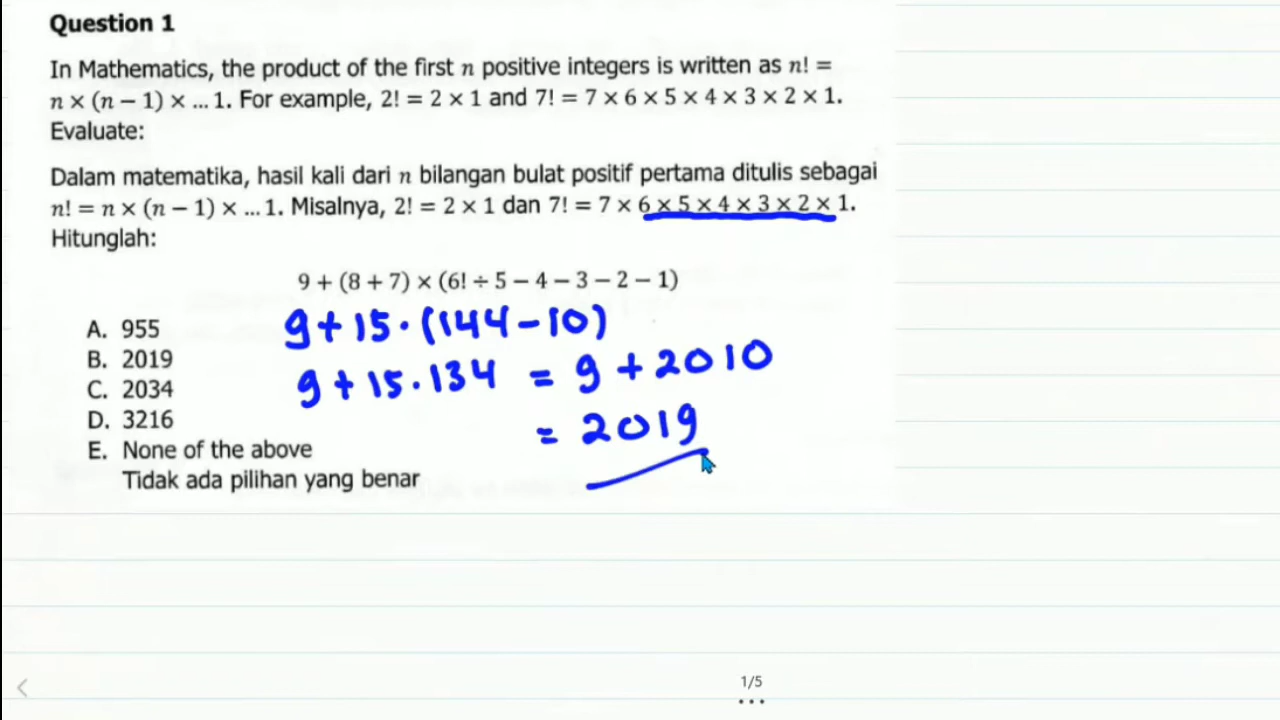 Question 1
In Mathematics, the product of the first n positive integers is written as n! =
n × (n − 1) × ... 1. For example, 2! = 2 × 1 and 7! = 7 × 6 × 5 × 4 × 3 × 2 × 1.
Evaluate:
Dalam matematika, hasil kali dari n bilangan bulat positif pertama ditulis sebagai
n! = n × (n − 1) × ... 1. Misalnya, 2! = 2 × 1 dan 7! = 7 × 6 × 5 × 4 × 3 × 2 × 1.
Hitunglah:
9 + (8 + 7) × (6! ÷ 5 − 4 − 3 − 2 − 1)
9 + 15 · (144 − 10)
9 + 15 · 134 = 9 + 2010
= 2019
A. 955
B. 2019
C. 2034
D. 3216
E. None of the above
Tidak ada pilihan yang benar
1/5